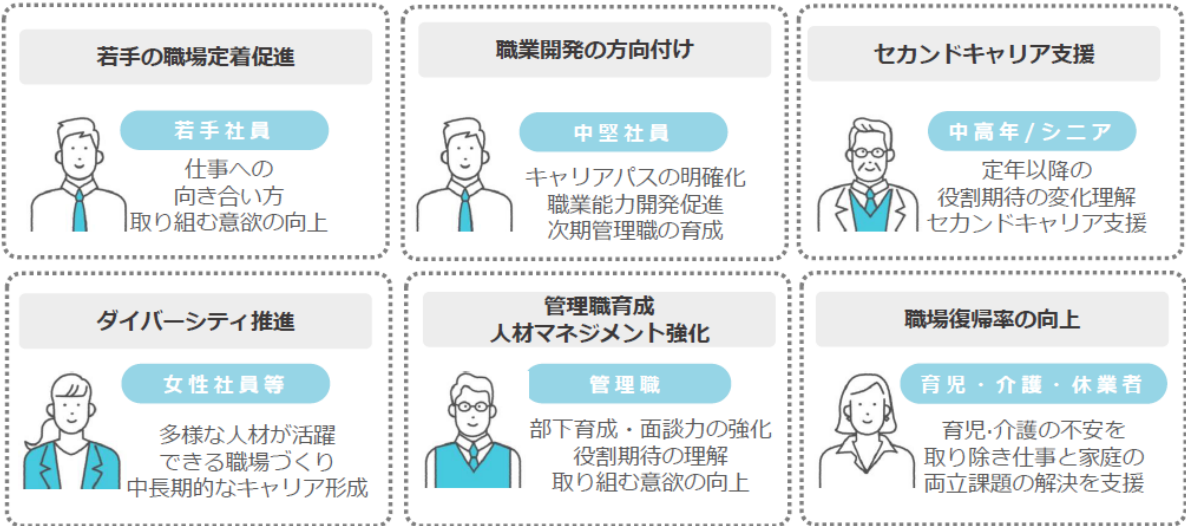 若手の職場定着促進
若手社員
仕事への
向き合い方
取り組む意欲の向上
職業開発の方向付け
中堅社員
キャリアパスの明確化
職業能力開発促進
次期管理職の育成
セカンドキャリア支援
中高年/シニア
定年以降の
役割期待の変化理解
セカンドキャリア支援
ダイバーシティ推進
女性社員等
多様な人材が活躍
できる職場づくり
中長期的なキャリア形成
管理職育成
人材マネジメント強化
管理職
部下育成・面談力の強化
役割期待の理解
取り組む意欲の向上
職場復帰率の向上
育児・介護・休業者
育児・介護の不安を
取り除き仕事と家庭の
両立課題の解決を支援